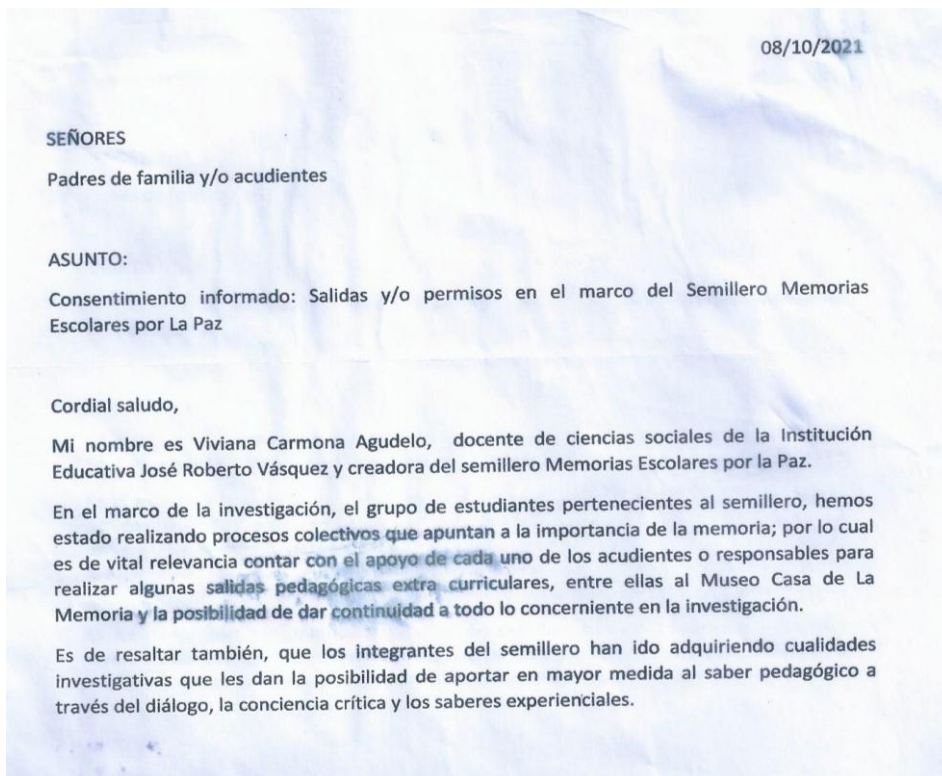 08/10/2021
SEÑORES
Padres de familia y/o acudientes
ASUNTO:
Consentimiento informado: Salidas y/o permisos en el marco del Semillero Memorias
Escolares por La Paz
Cordial saludo,
Mi nombre es Viviana Carmona Agudelo, docente de ciencias sociales de la Institución
Educativa José Roberto Vásquez y creadora del semillero Memorias Escolares por la Paz.
En el marco de la investigación, el grupo de estudiantes pertenecientes al semillero, hemos
estado realizando procesos colectivos que apuntan a la importancia de la memoria; por lo cual
es de vital relevancia contar con el apoyo de cada uno de los acudientes o responsables para
realizar algunas salidas pedagógicas extra curriculares, entre ellas al Museo Casa de La
Memoria y la posibilidad de dar continuidad a todo lo concerniente en la investigación.
Es de resaltar también, que los integrantes del semillero han ido adquiriendo cualidades
investigativas que les dan la posibilidad de aportar en mayor medida al saber pedagógico a
través del diálogo, la conciencia crítica y los saberes experienciales.